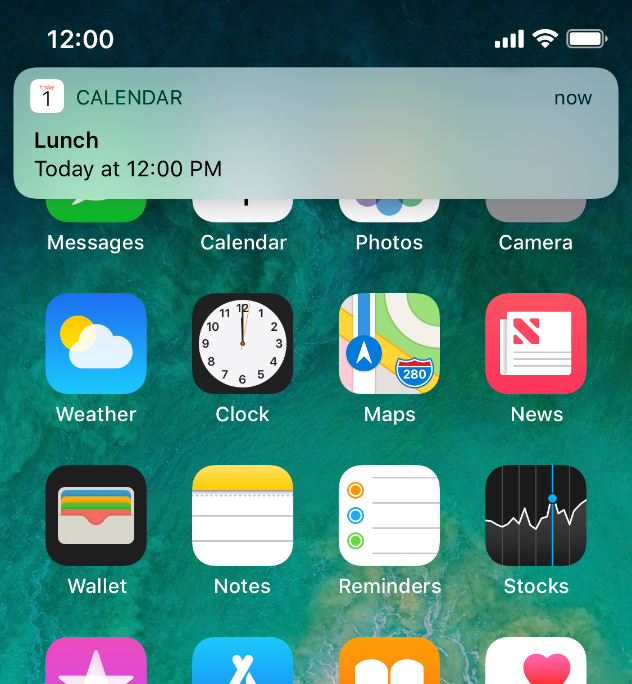 12:00
Friday
1
CALENDAR
now
Lunch
Today at 12:00 PM
Messages
Calendar
Photos
Camera
12
11
1
10
2
9
3
8
4
7
5
6
280
Weather
Clock
Maps
News
Wallet
Notes
Reminders
Stocks